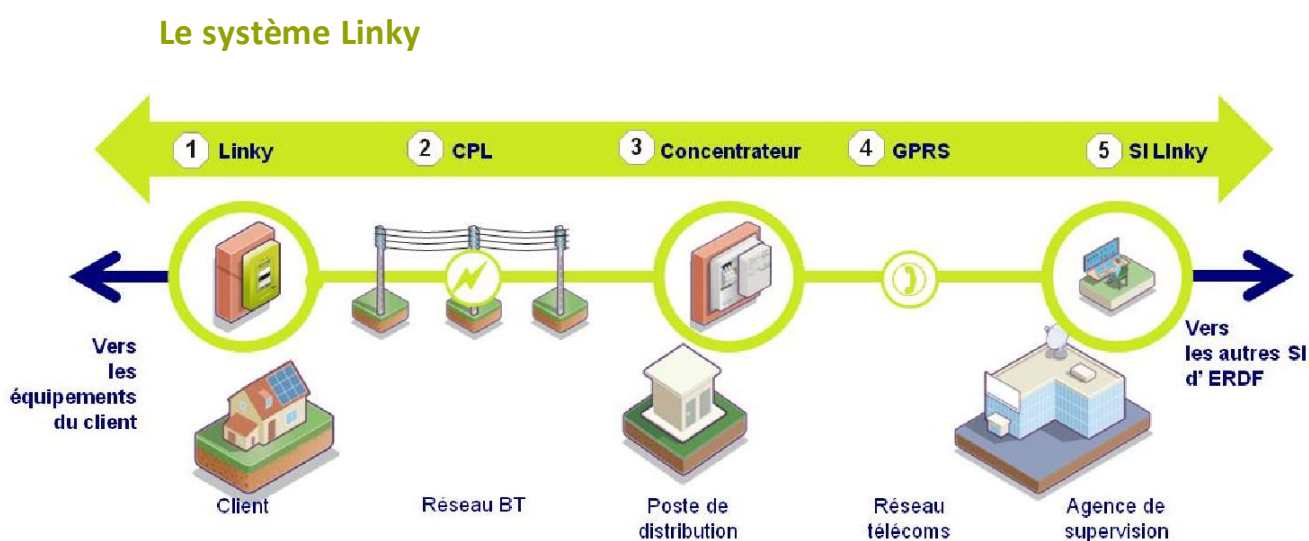 Le système Linky
1 Linky
2 CPL
3 Concentrateur
4 GPRS
5 SI Linky
Vers
les
équipements
du client
Vers
les autres SI
d' ERDF
Client
Réseau BT
Poste de
distribution
Réseau
télécoms
Agence de
supervision